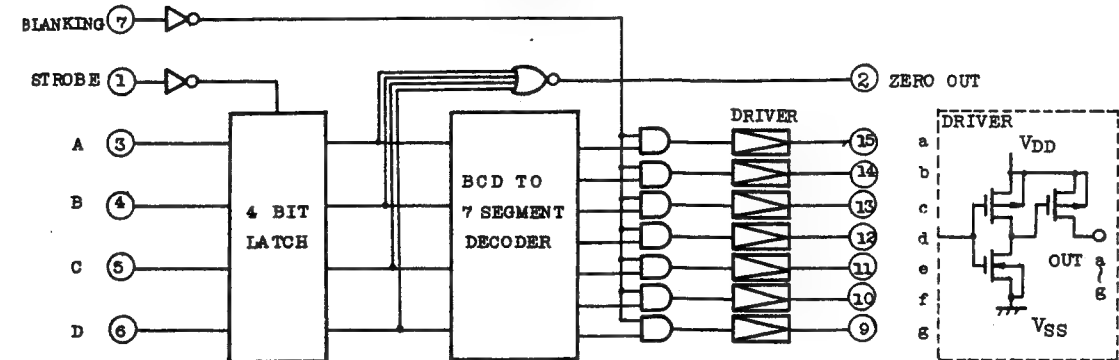 BLANKING 7
STROBE 1
2 ZERO OUT
A 3
B 4
C 5
D 6
4 BIT
LATCH
BCD TO
7 SEGMENT
DECODER
DRIVER
15 a
14 b
13 c
12 d
11 e
10 f
9 g
DRIVER
VDD
OUT a
~
g
VSS